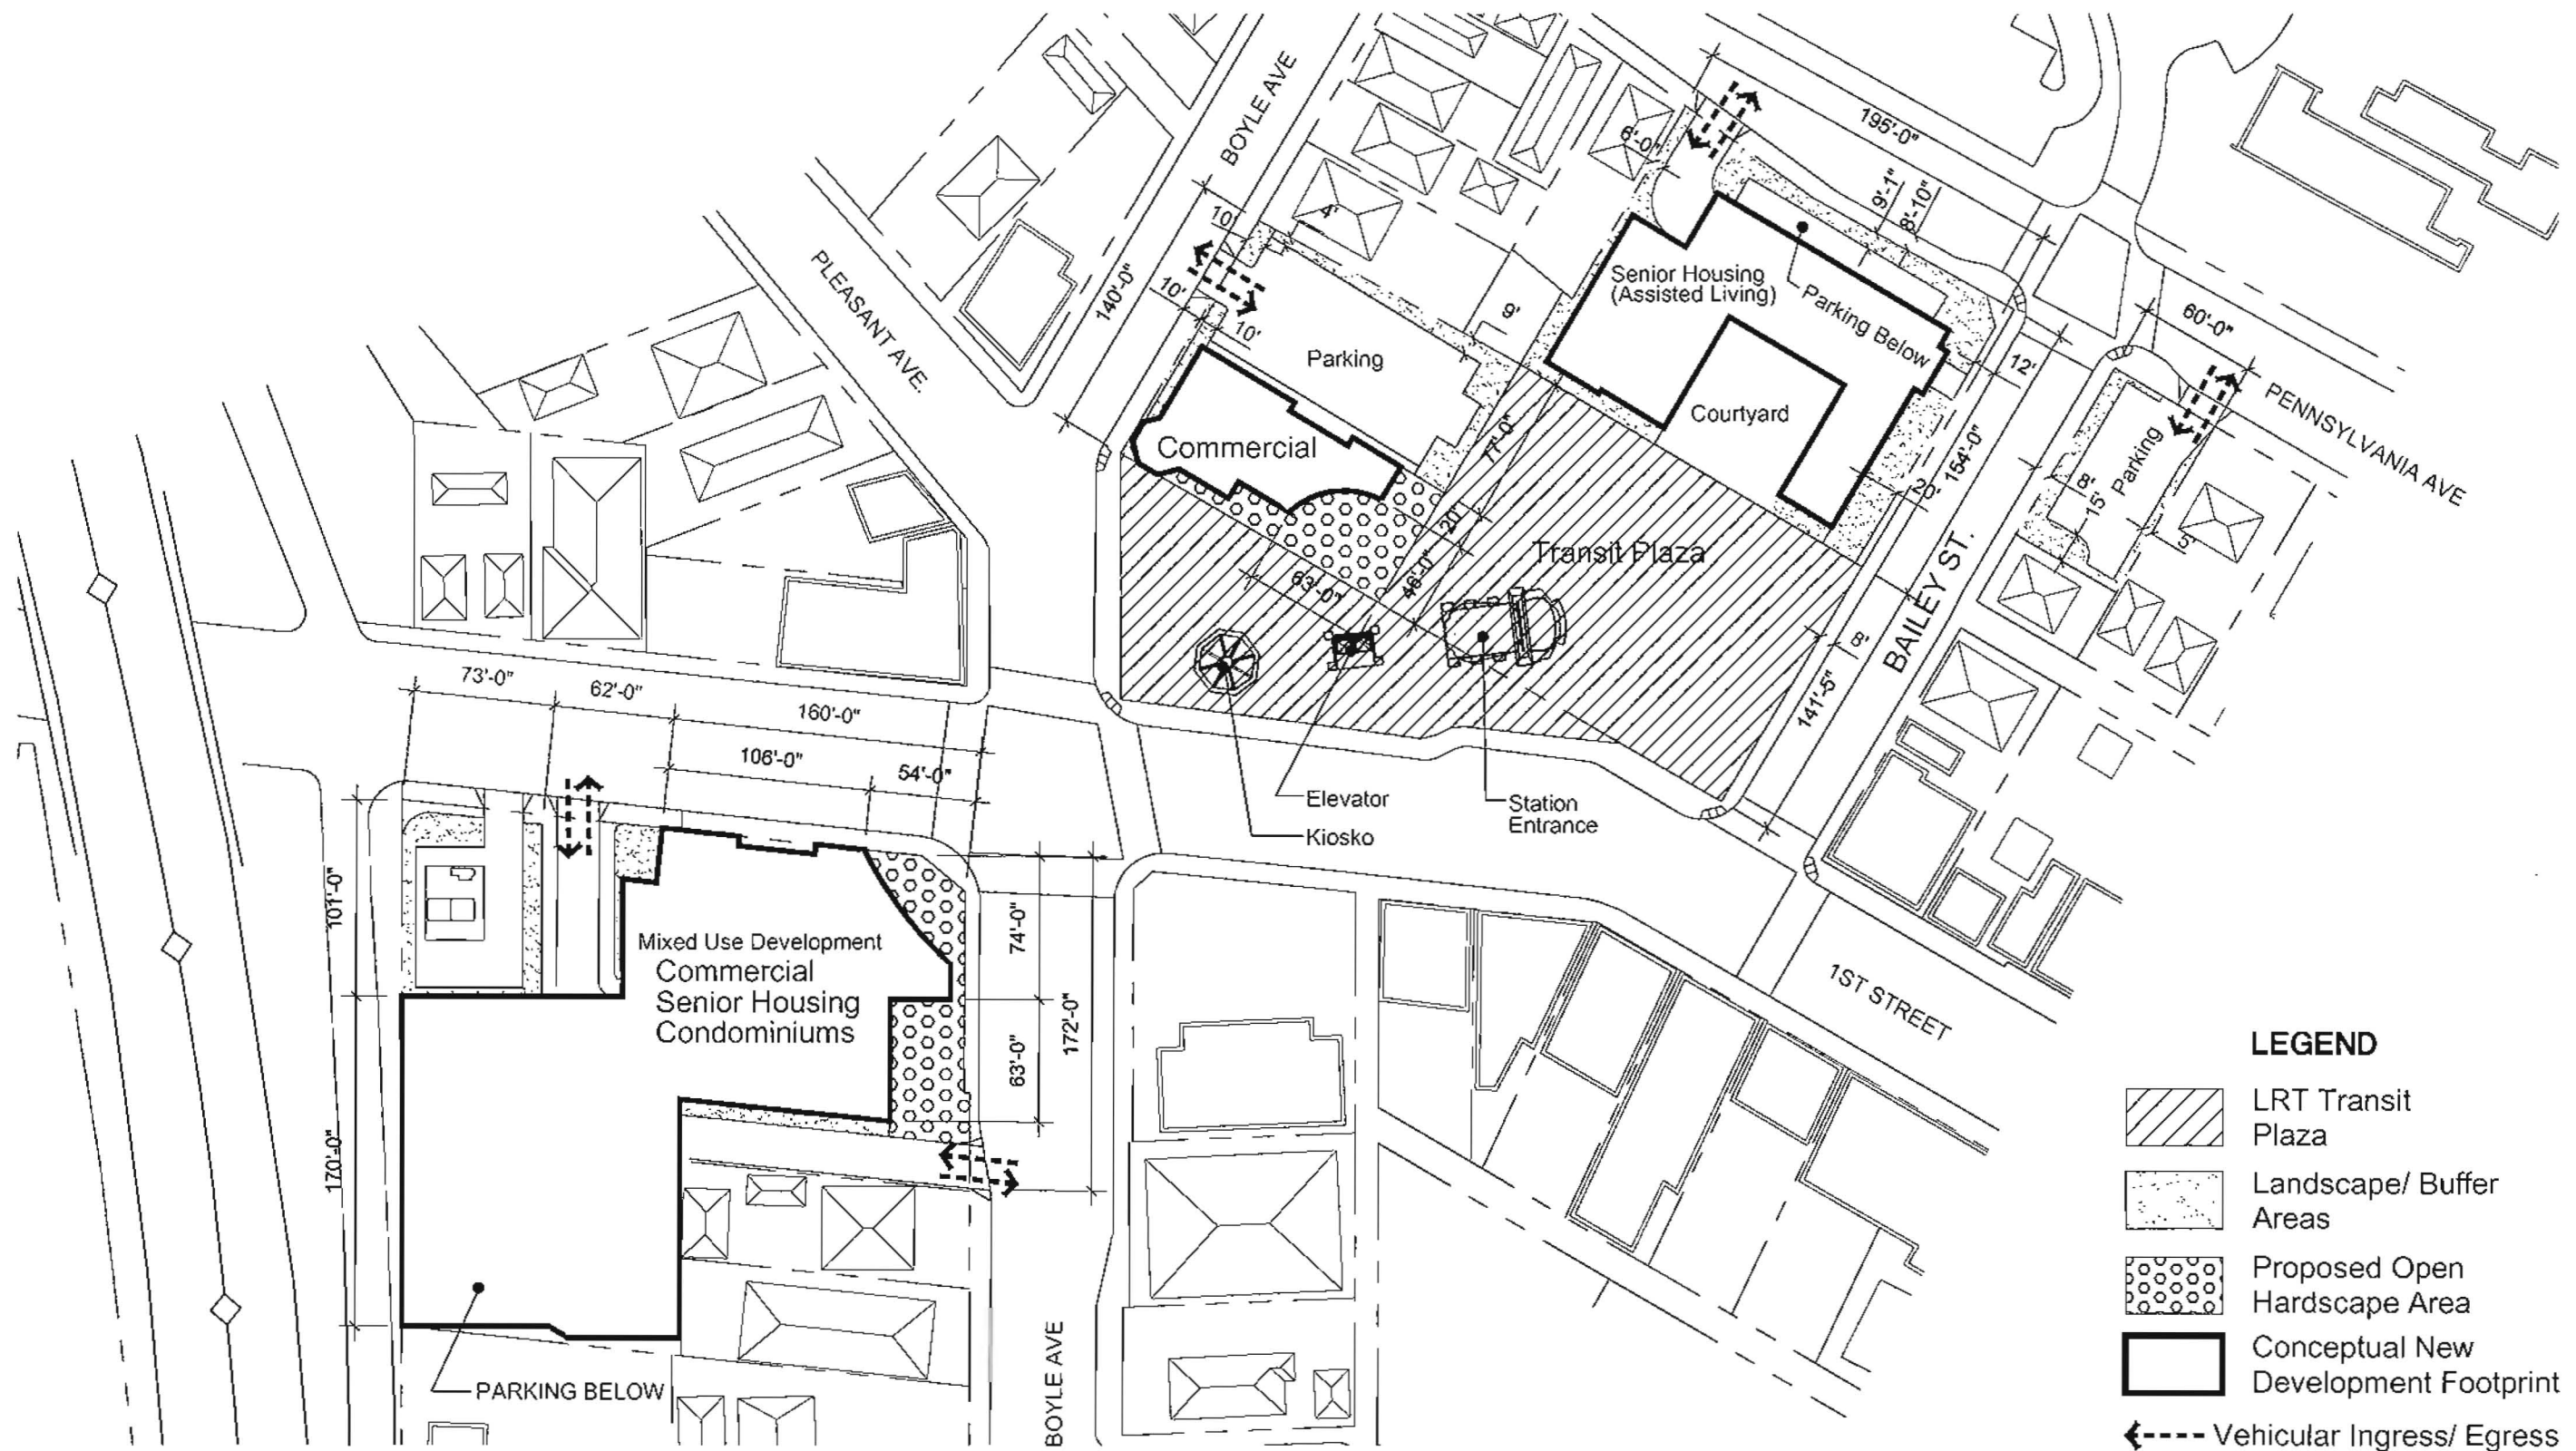 BOYLE AVE
195'-0"
6'-0"
9'-1"
8'-10"
10'
4'
PLEASANT AVE.
140'-0"
10'
10'
Senior Housing
(Assisted Living)
Parking Below
9'
60'-0"
Parking
12'
PENNSYLVANIA AVE
Courtyard
Commercial
77'-0"
154'-0"
Parking
8'
15'
20'
20'
5'
Transit Plaza
63'-0"
46'-0"
BAILEY ST.
8'
141'-5"
73'-0"
62'-0"
160'-0"
106'-0"
54'-0"
Elevator
Kiosko
Station
Entrance
101'-0"
74'-0"
Mixed Use Development
Commercial
Senior Housing
Condominiums
172'-0"
63'-0"
1ST STREET
170'-0"
PARKING BELOW
BOYLE AVE
LEGEND
LRT Transit
Plaza
Landscape/ Buffer
Areas
Proposed Open
Hardscape Area
Conceptual New
Development Footprint
Vehicular Ingress/ Egress